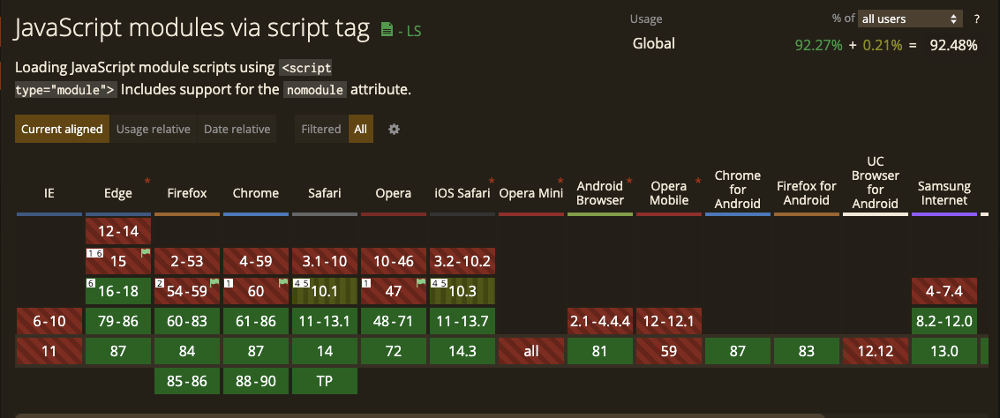 JavaScript modules via script tag - LS
Usage % of all users ?
Global 92.27% + 0.21% = 92.48%
Loading JavaScript module scripts using <script
type="module"> Includes support for the nomodule attribute.
Current aligned Usage relative Date relative Filtered All
IE Edge * Firefox Chrome Safari Opera iOS Safari * Opera Mini * Android Browser * Opera Mobile * Chrome for Android Firefox for Android UC Browser for Android Samsung Internet
12-14
1 6 15 2-53 4-59 3.1-10 10-46 3.2-10.2
6 16-18 2 54-59 1 60 4 5 10.1 1 47 4 5 10.3 4-7.4
6-10 79-86 60-83 61-86 11-13.1 48-71 11-13.7 2.1-4.4.4 12-12.1 8.2-12.0
11 87 84 87 14 72 14.3 all 81 59 87 83 12.12 13.0
85-86 88-90 TP